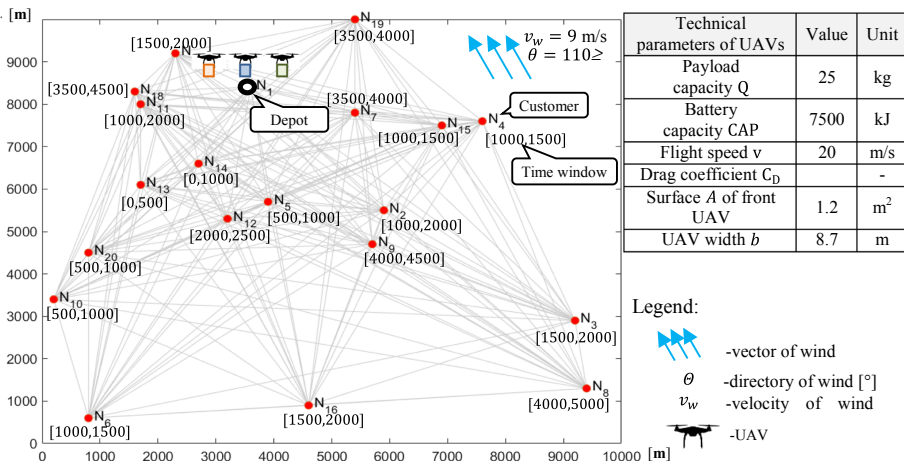 [m]
10000
9000
8000
7000
6000
5000
4000
3000
2000
1000
0
0 1000 2000 3000 4000 5000 6000 7000 8000 9000 10000 [m]
N19
[3500,4000]
[1500,2000] N
N1
Depot
[3500,4500] N18
N11
[1000,2000]
[3500,4000]
N7
N15
[1000,1500]
N4
[1000,1500]
Customer
Time window
N14
[0,1000]
N13
[0,500]
N5
[500,1000]
N12
[2000,2500]
N2
[1000,2000]
N9
[4000,4500]
N20
[500,1000]
N10
[500,1000]
N3
[1500,2000]
N8
[4000,5000]
N16
[1500,2000]
N6
[1000,1500]
v_w = 9 m/s
θ = 110≥
Technical parameters of UAVs Value Unit
Payload capacity Q 25 kg
Battery capacity CAP 7500 kJ
Flight speed v 20 m/s
Drag coefficient C_D -
Surface A of front UAV 1.2 m²
UAV width b 8.7 m
Legend:
-vector of wind
Θ -directory of wind [°]
v_w -velocity of wind
-UAV